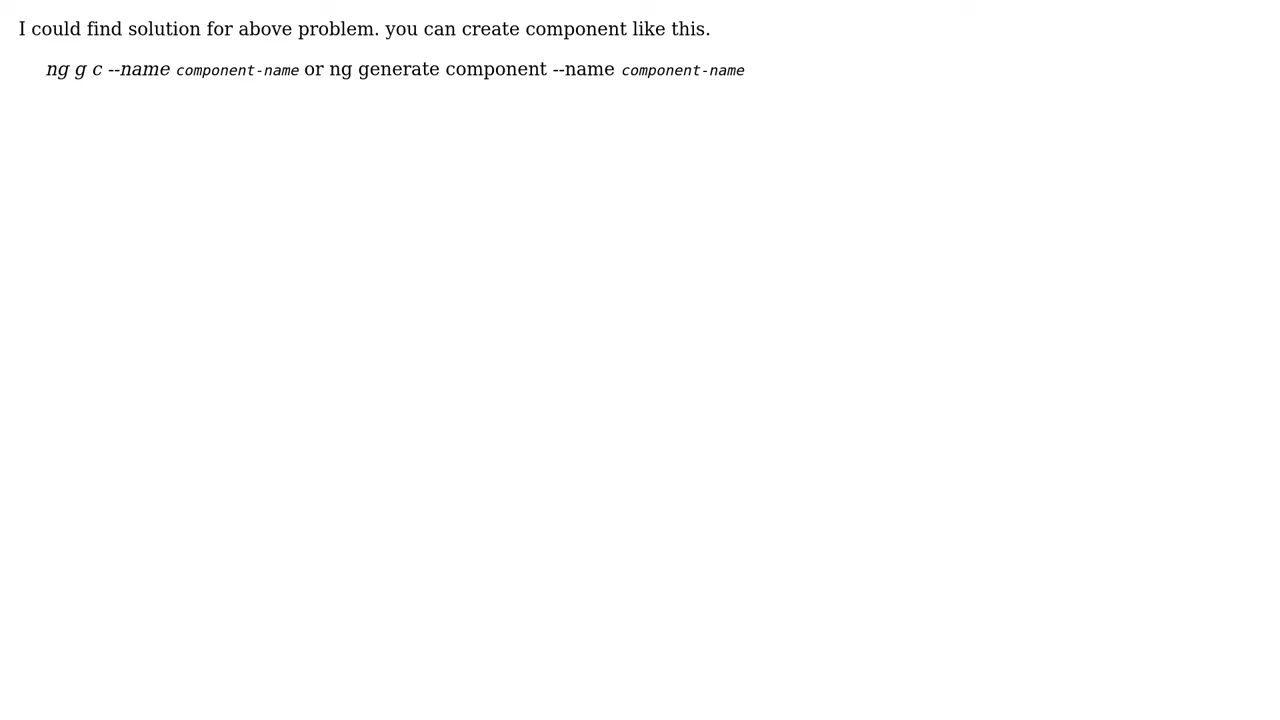 I could find solution for above problem. you can create component like this.
ng g c --name component-name or ng generate component --name component-name